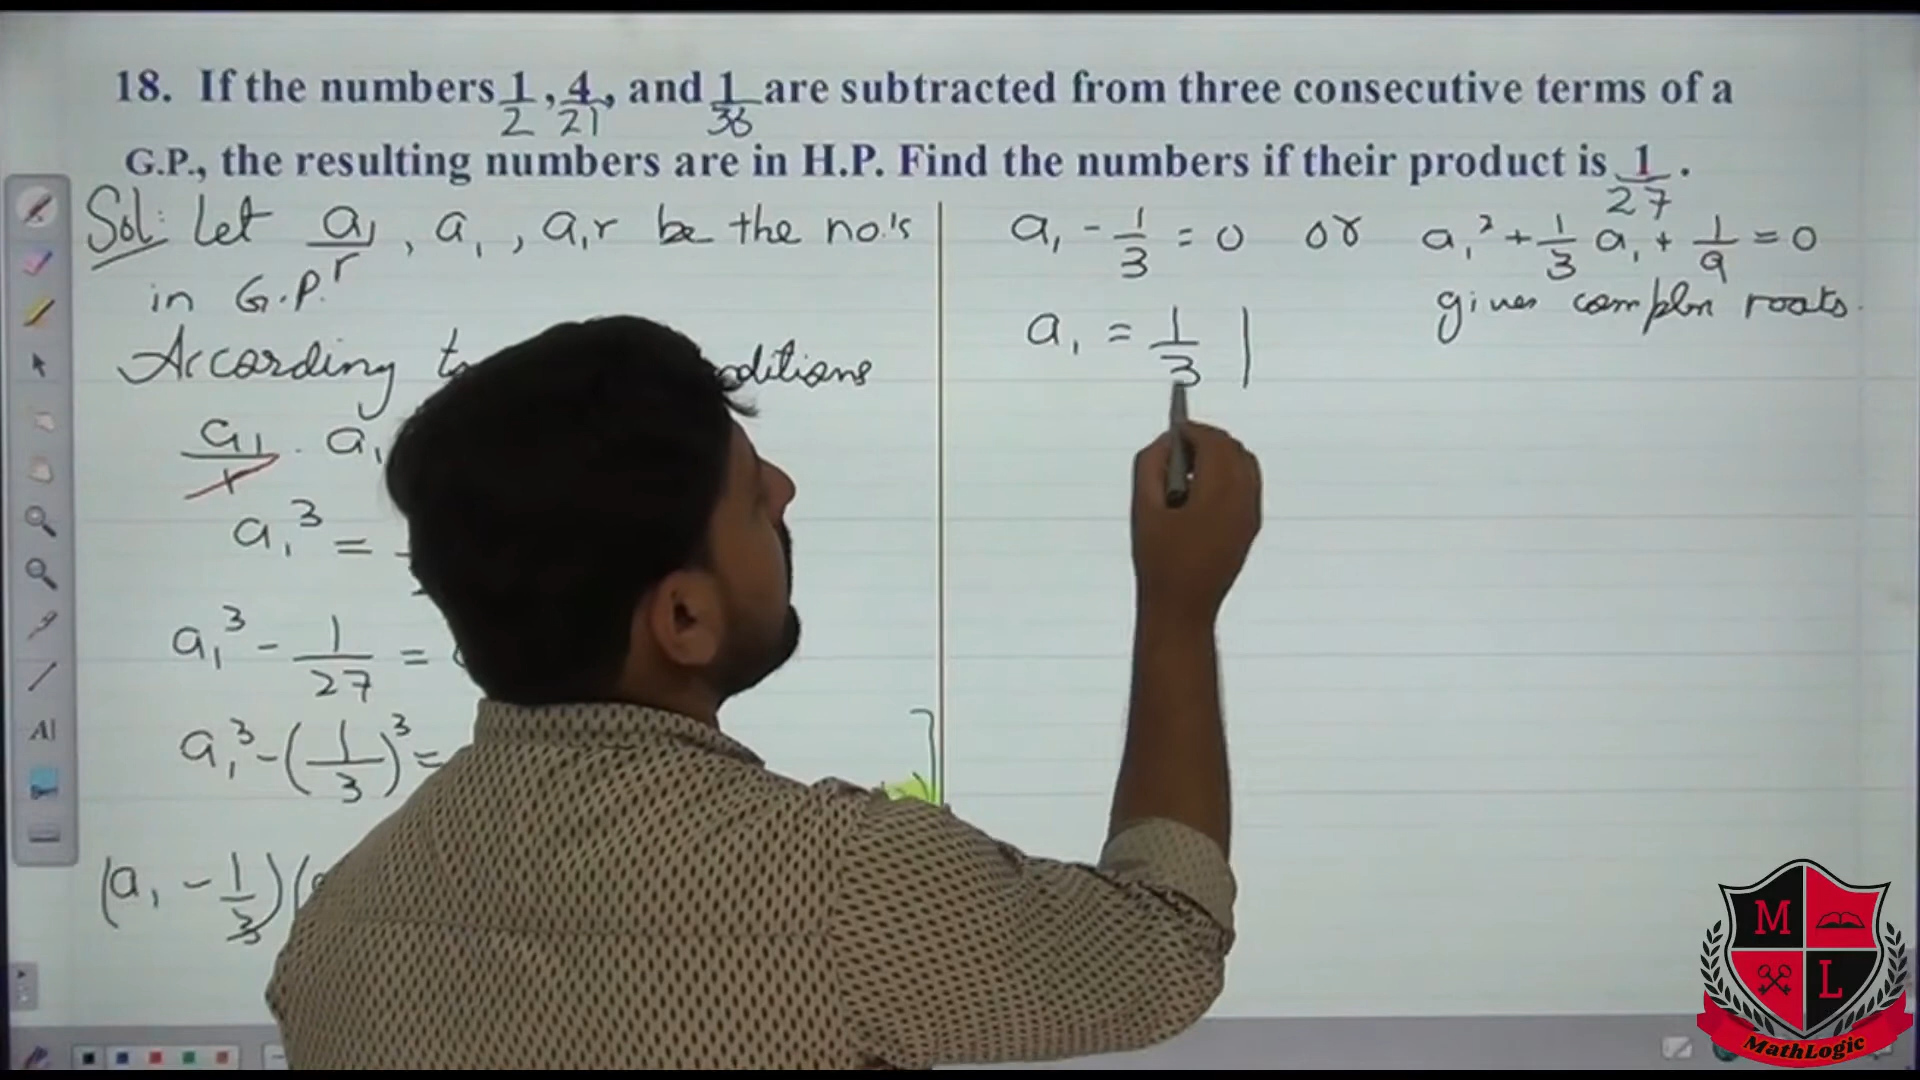 18. If the numbers 1/2, 4/21, and 1/36 are subtracted from three consecutive terms of a
G.P., the resulting numbers are in H.P. Find the numbers if their product is 1/27.
Sol: Let a₁/r, a₁, a₁r be the no.'s
in G.P.
According to ditions
a₁/r . a₁
a₁³ =
a₁³ - 1/27 =
a₁³ - (1/3)³ =
(a₁ - 1/3)(
a₁ - 1/3 = 0 or a₁² + 1/3 a₁ + 1/9 = 0
gives complex roots.
a₁ = 1/3
A
M
L
MathLogic